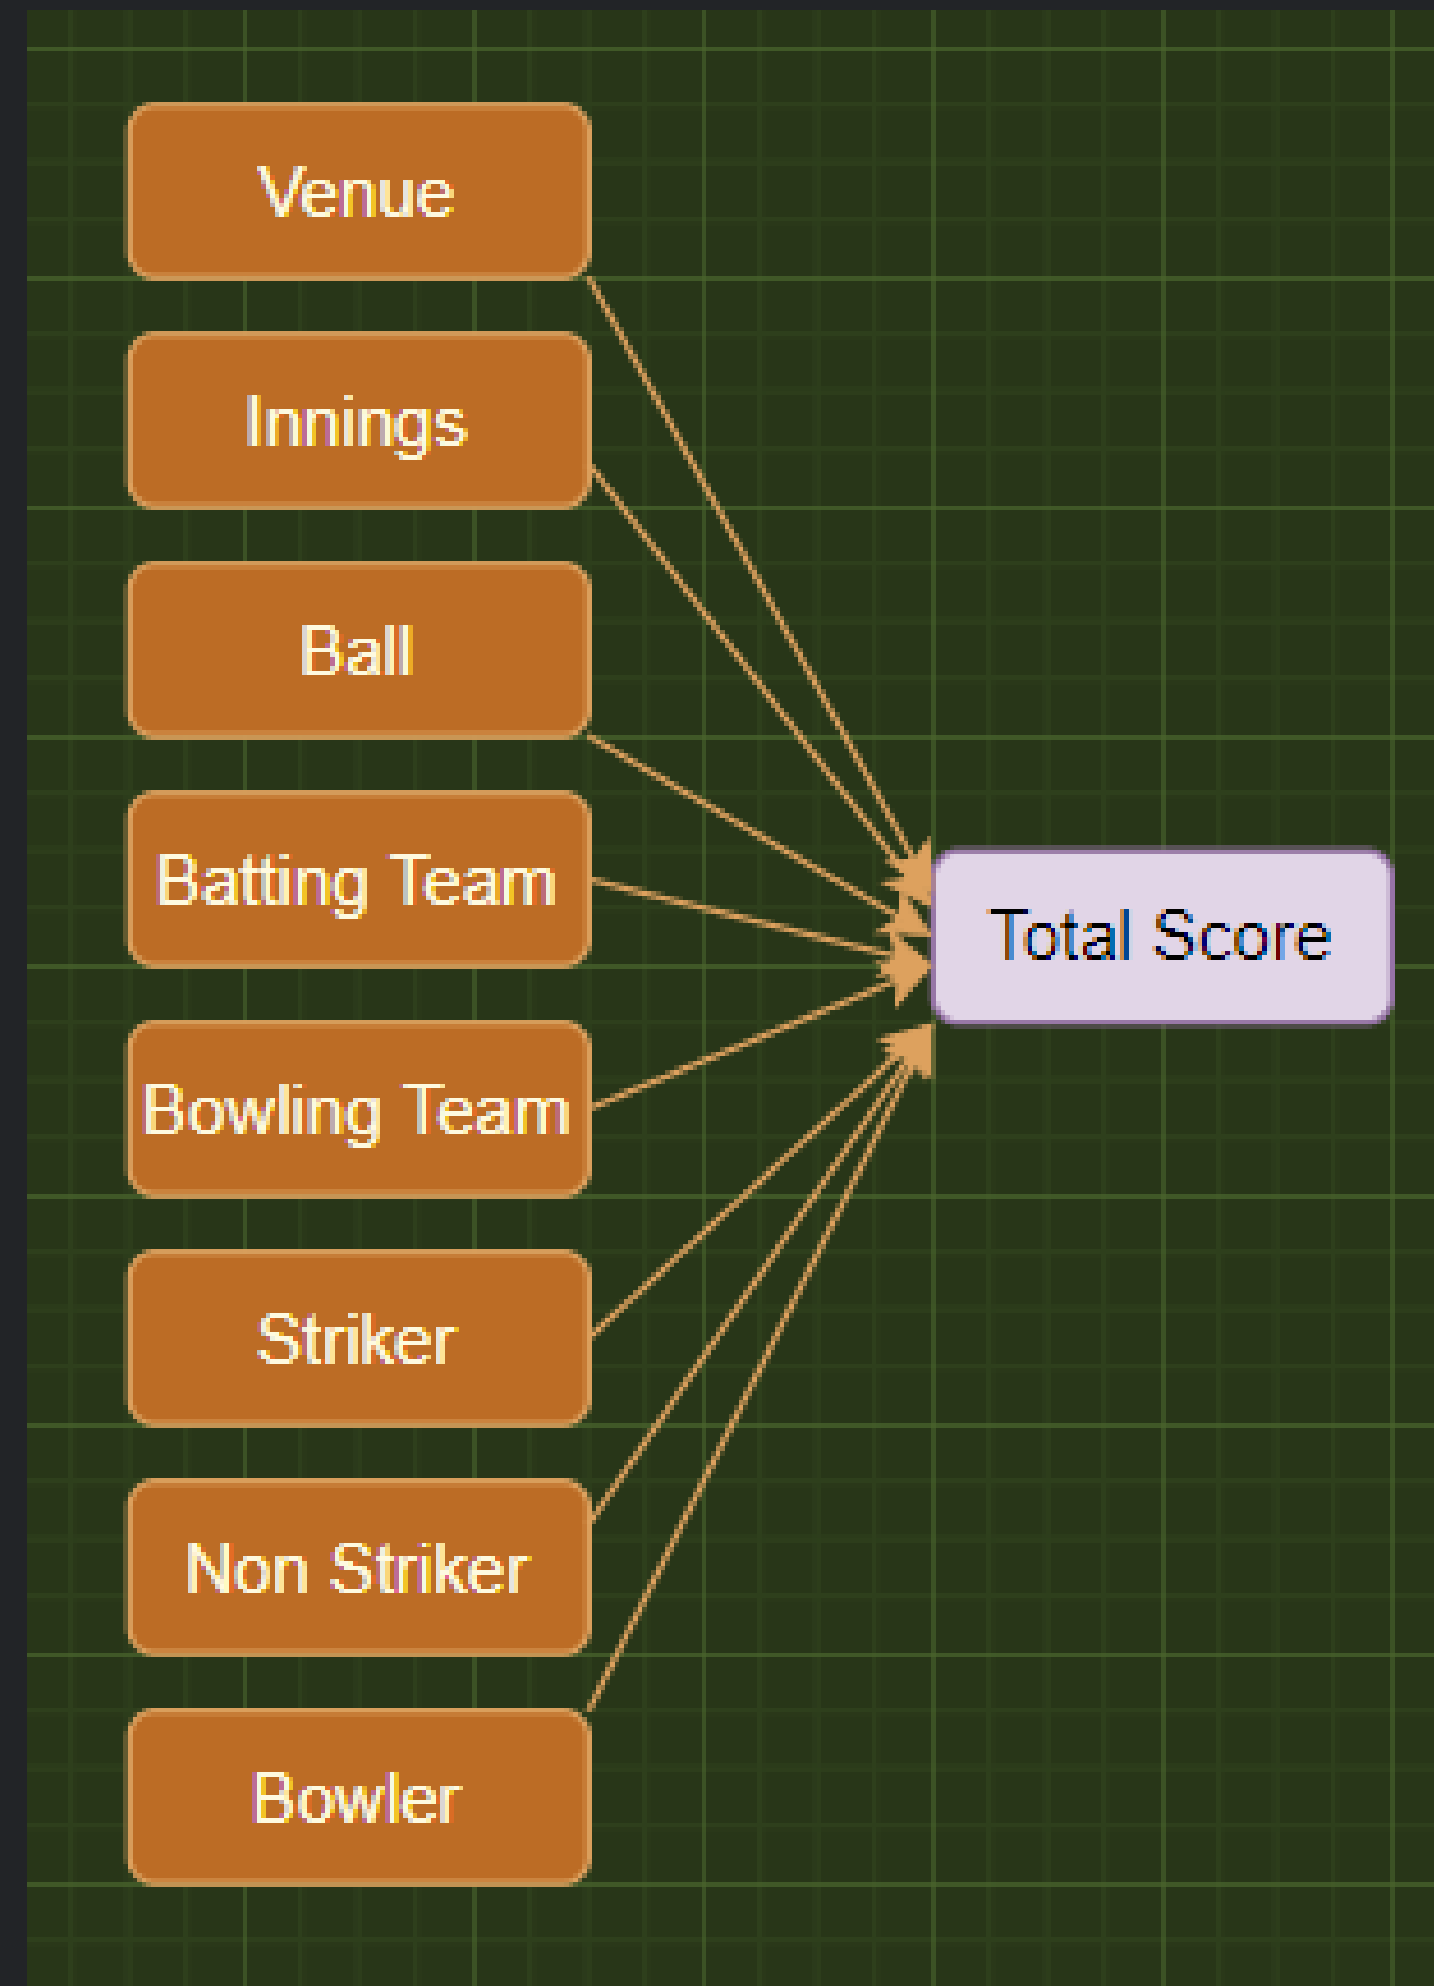 Venue
Innings
Ball
Batting Team
Total Score
Bowling Team
Striker
Non Striker
Bowler